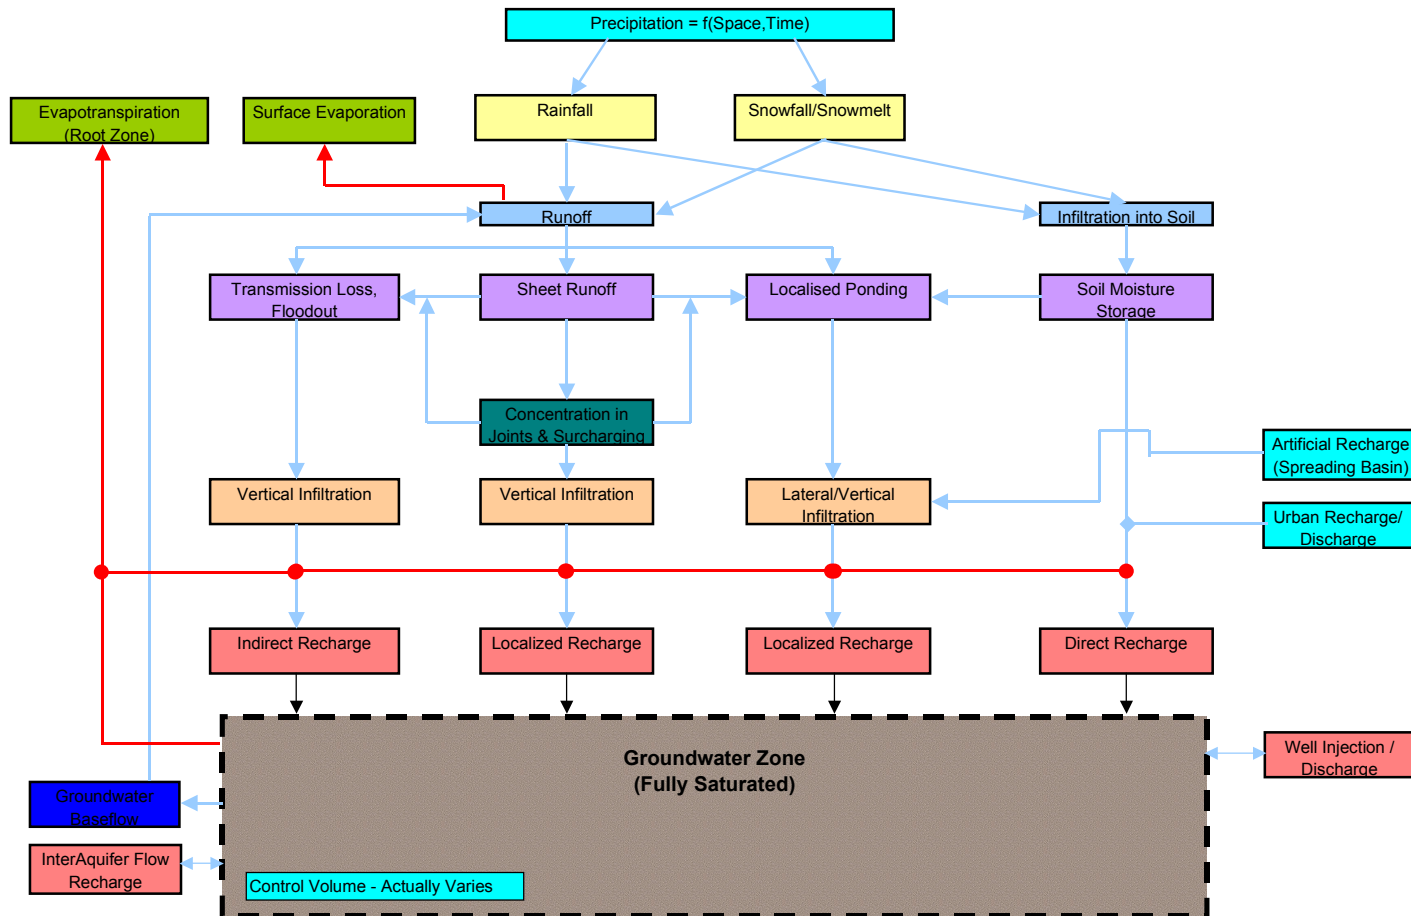 Precipitation = f(Space,Time)
Evapotranspiration
(Root Zone)
Surface Evaporation
Rainfall
Snowfall/Snowmelt
Runoff
Infiltration into Soil
Transmission Loss,
Floodout
Sheet Runoff
Localised Ponding
Soil Moisture
Storage
Concentration in
Joints & Surcharging
Artificial Recharge
(Spreading Basin)
Vertical Infiltration
Vertical Infiltration
Lateral/Vertical
Infiltration
Urban Recharge/
Discharge
Indirect Recharge
Localized Recharge
Localized Recharge
Direct Recharge
Groundwater Zone
(Fully Saturated)
Well Injection /
Discharge
Groundwater
Baseflow
InterAquifer Flow
Recharge
Control Volume - Actually Varies